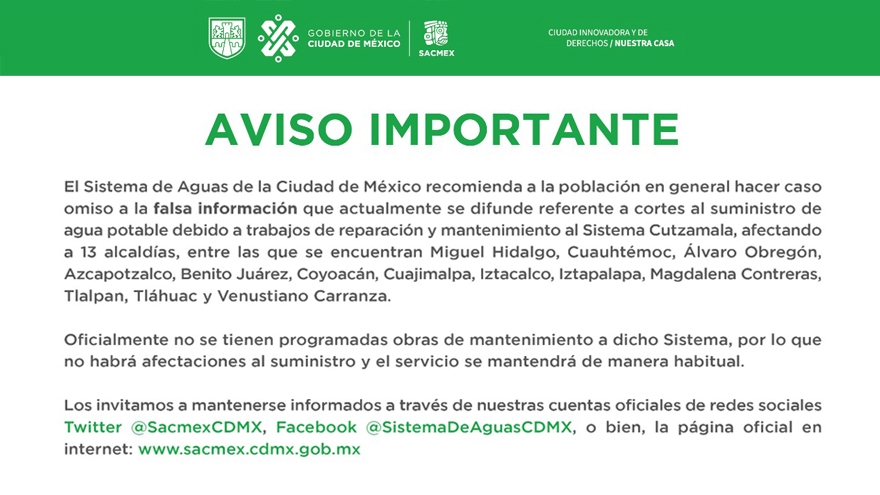 GOBIERNO DE LA
CIUDAD DE MÉXICO
SACMEX
CIUDAD INNOVADORA Y DE
DERECHOS / NUESTRA CASA
AVISO IMPORTANTE
El Sistema de Aguas de la Ciudad de México recomienda a la población en general hacer caso
omiso a la falsa información que actualmente se difunde referente a cortes al suministro de
agua potable debido a trabajos de reparación y mantenimiento al Sistema Cutzamala, afectando
a 13 alcaldías, entre las que se encuentran Miguel Hidalgo, Cuauhtémoc, Álvaro Obregón,
Azcapotzalco, Benito Juárez, Coyoacán, Cuajimalpa, Iztacalco, Iztapalapa, Magdalena Contreras,
Tlalpan, Tláhuac y Venustiano Carranza.
Oficialmente no se tienen programadas obras de mantenimiento a dicho Sistema, por lo que
no habrá afectaciones al suministro y el servicio se mantendrá de manera habitual.
Los invitamos a mantenerse informados a través de nuestras cuentas oficiales de redes sociales
Twitter @SacmexCDMX, Facebook @SistemaDeAguasCDMX, o bien, la página oficial en
internet: www.sacmex.cdmx.gob.mx